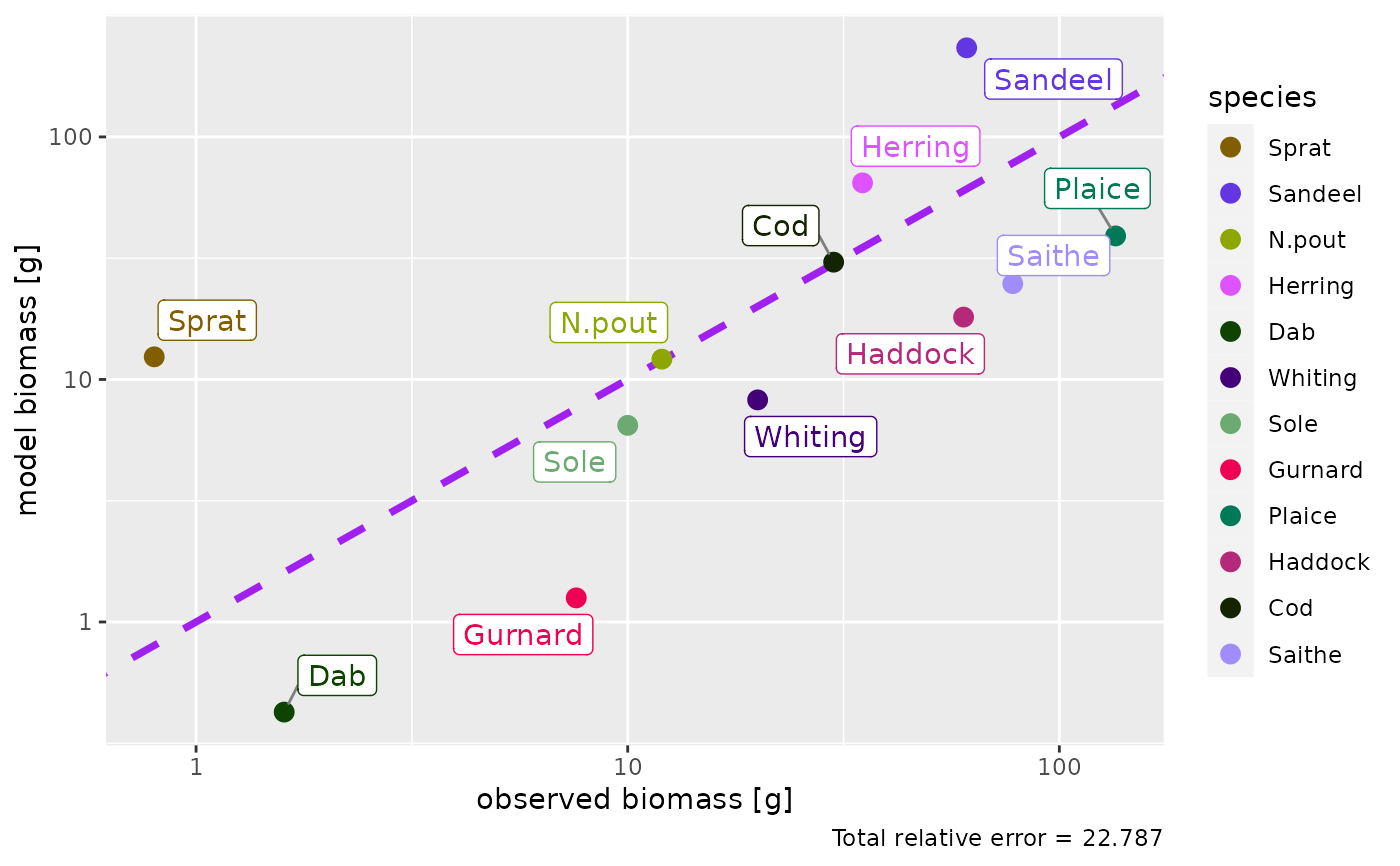 Sandeel
Herring
Plaice
Cod
Saithe
Sprat
N.pout
Haddock
Whiting
Sole
Gurnard
Dab
100
10
1
model biomass [g]
1
10
100
observed biomass [g]
Total relative error = 22.787
species
Sprat
Sandeel
N.pout
Herring
Dab
Whiting
Sole
Gurnard
Plaice
Haddock
Cod
Saithe